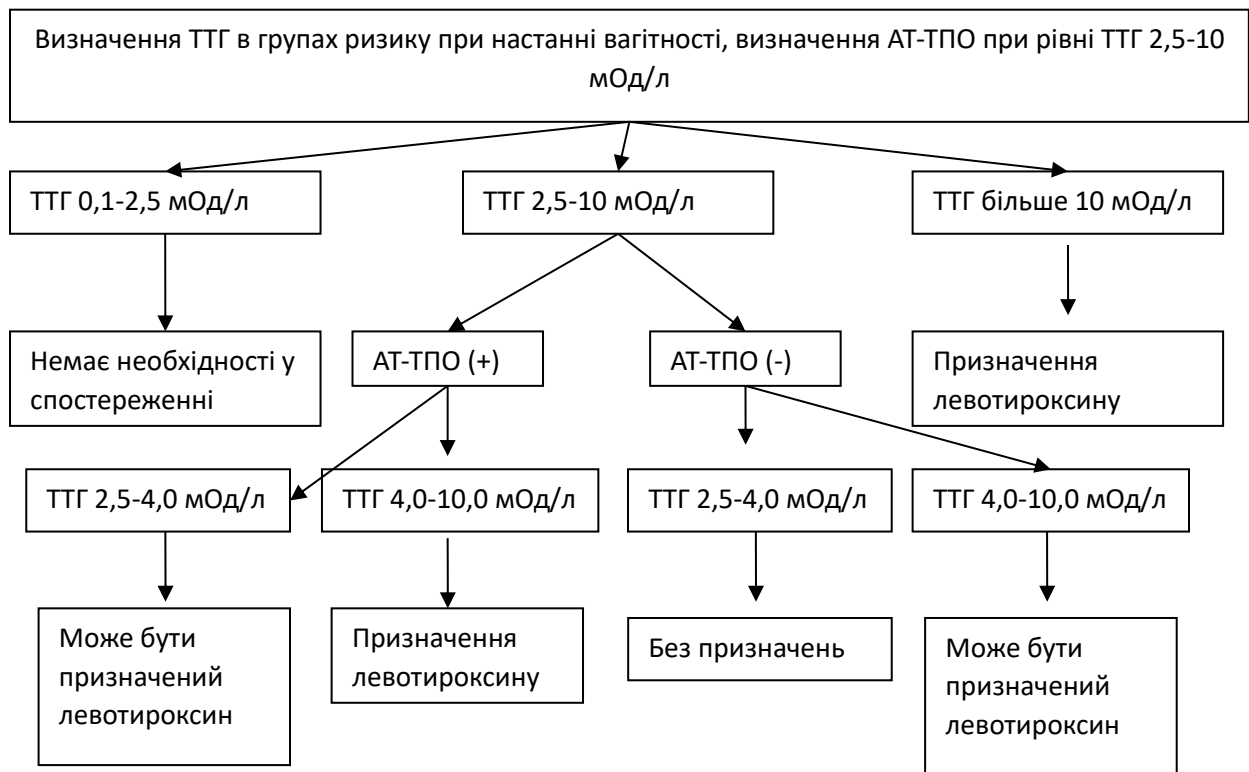 Визначення ТТГ в групах ризику при настанні вагітності, визначення АТ-ТПО при рівні ТТГ 2,5-10
мОд/л
ТТГ 0,1-2,5 мОд/л
ТТГ 2,5-10 мОд/л
ТТГ більше 10 мОд/л
Немає необхідності у
спостереженні
АТ-ТПО (+)
АТ-ТПО (-)
Призначення
левотироксину
ТТГ 2,5-4,0 мОд/л
ТТГ 4,0-10,0 мОд/л
ТТГ 2,5-4,0 мОд/л
ТТГ 4,0-10,0 мОд/л
Може бути
призначений
левотироксин
Призначення
левотироксину
Без призначень
Може бути
призначений
левотироксин